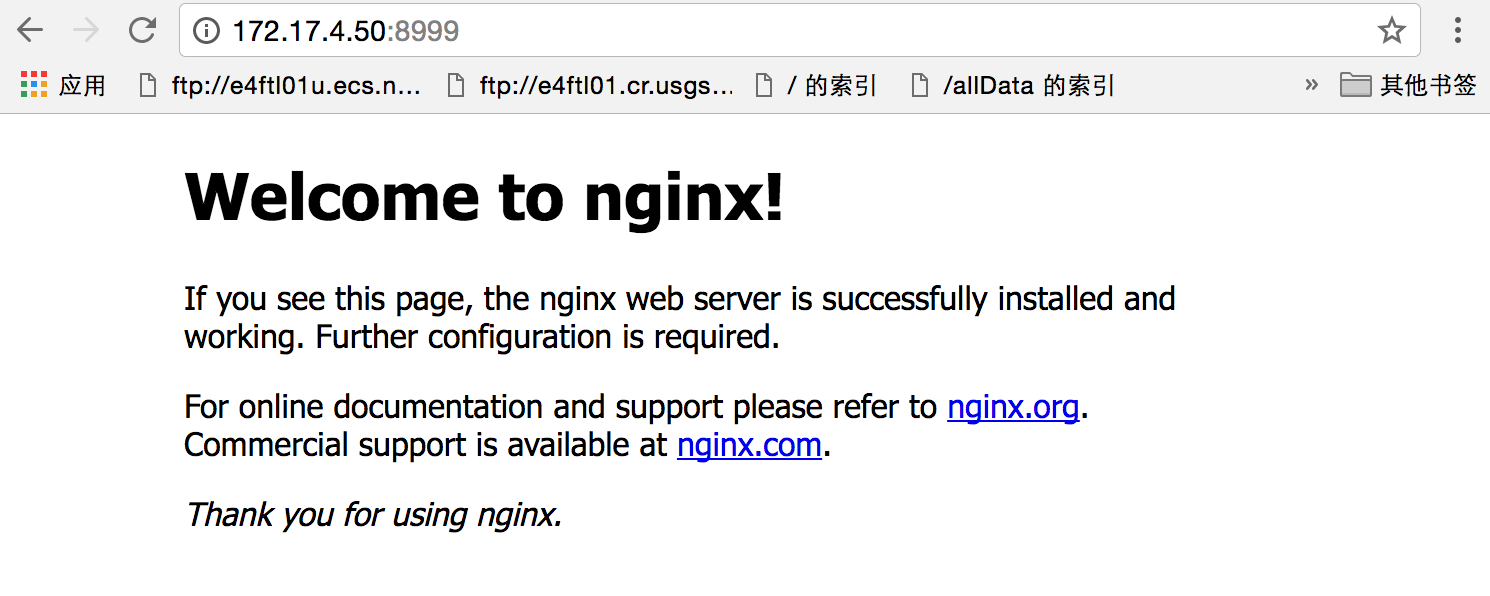 172.17.4.50:8999
应用 ftp://e4ftl01u.ecs.n... ftp://e4ftl01.cr.usgs... / 的索引 /allData 的索引 » 其他书签
Welcome to nginx!
If you see this page, the nginx web server is successfully installed and
working. Further configuration is required.
For online documentation and support please refer to nginx.org.
Commercial support is available at nginx.com.
Thank you for using nginx.